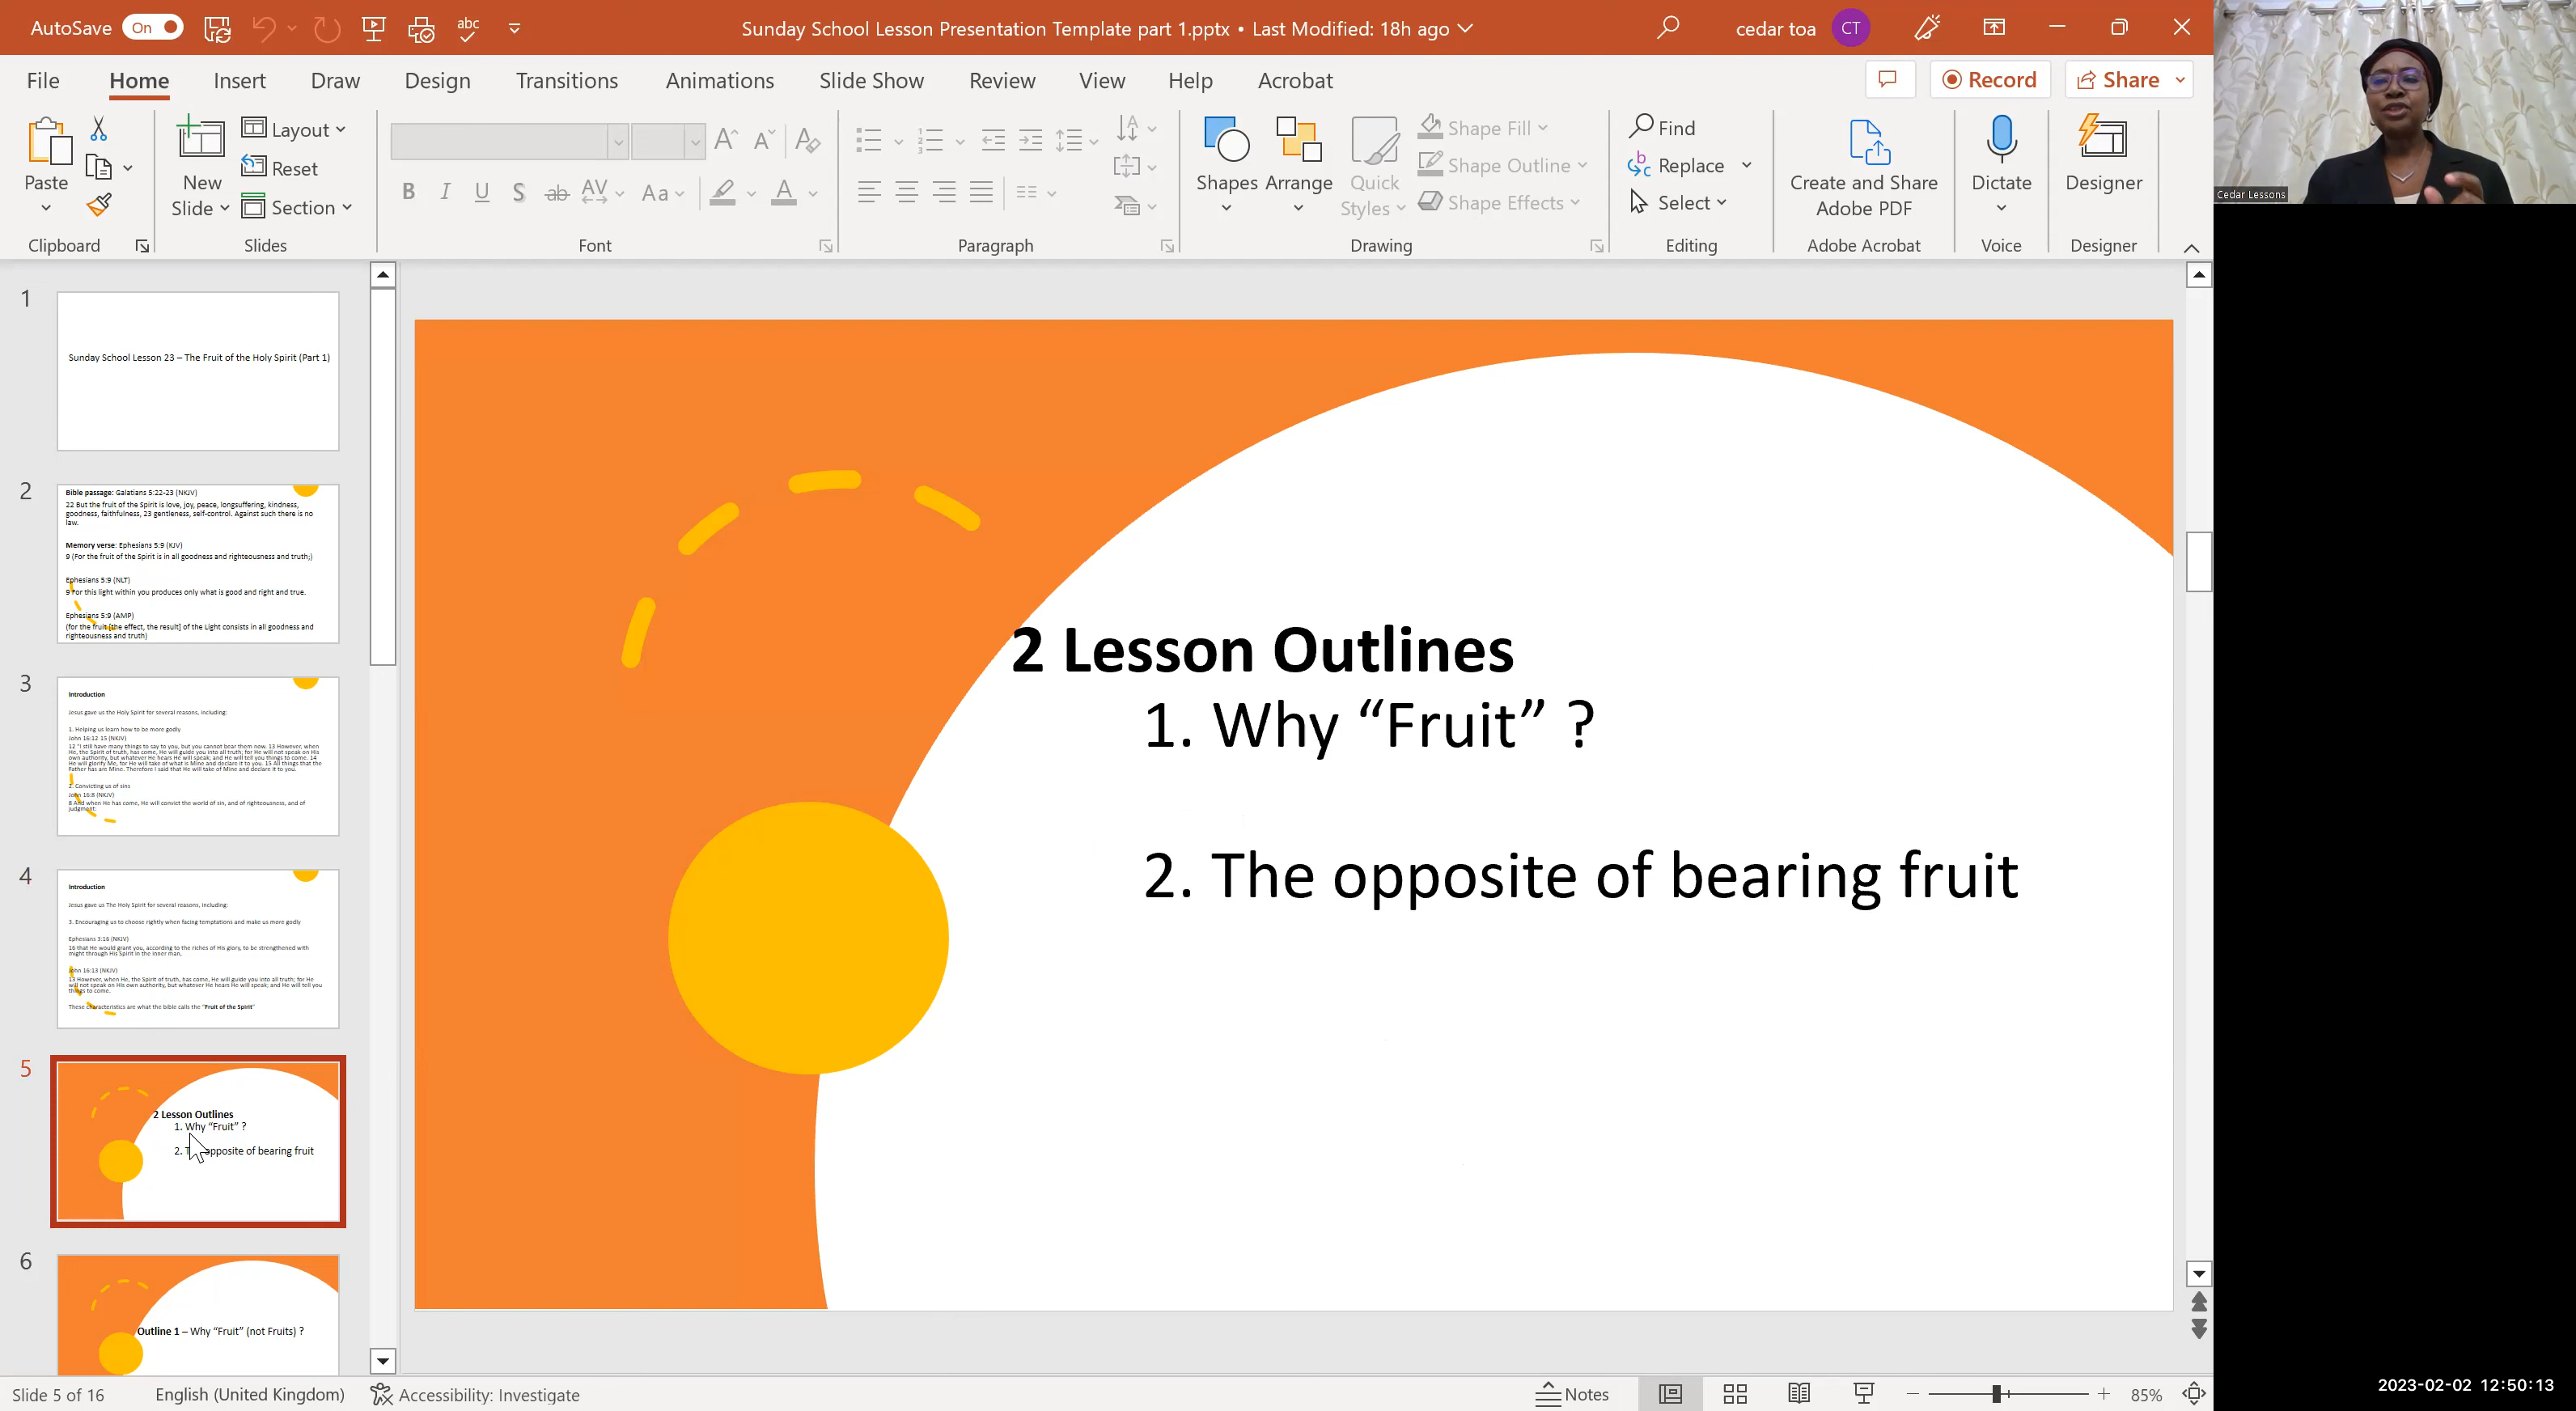 AutoSave On
abc
Sunday School Lesson Presentation Template part 1.pptx • Last Modified: 18h ago
cedar toa CT
File Home Insert Draw Design Transitions Animations Slide Show Review View Help Acrobat
Record Share
Paste
New Slide
Layout
Reset
Section
B I U S ab AV Aa A
Shapes Arrange Quick Styles
Shape Fill
Shape Outline
Shape Effects
Find
Replace
Select
Create and Share Adobe PDF
Dictate
Designer
Clipboard Slides Font Paragraph Drawing Editing Adobe Acrobat Voice Designer
Cedar Lessons
1
Sunday School Lesson 23 – The Fruit of the Holy Spirit (Part 1)
2
Bible passage: Galatians 5:22-23 (NKJV)
22 But the fruit of the Spirit is love, joy, peace, longsuffering, kindness,
goodness, faithfulness, 23 gentleness, self-control. Against such there is no
law.
Memory verse: Ephesians 5:9 (KJV)
9 (For the fruit of the Spirit is in all goodness and righteousness and truth;)
Ephesians 5:9 (NLT)
9 For this light within you produces only what is good and right and true.
Ephesians 5:9 (AMP)
(for the fruit [the effect, the result] of the Light consists in all goodness and
righteousness and truth)
3
Introduction
Jesus gave us the Holy Spirit for several reasons, including:
1. Helping us learn how to be more godly
John 16:12-15 (NKJV)
12 "I still have many things to say to you, but you cannot bear them now. 13 However, when
He, the Spirit of truth, has come, He will guide you into all truth; for He will not speak on His
own authority, but whatever He hears He will speak; and He will tell you things to come. 14
He will glorify Me, for He will take of what is Mine and declare it to you. 15 All things that the
Father has are Mine. Therefore I said that He will take of Mine and declare it to you.
2. Convicting us of sins
John 16:8 (NKJV)
8 And when He has come, He will convict the world of sin, and of righteousness, and of
judgment:
4
Introduction
Jesus gave us The Holy Spirit for several reasons, including:
3. Encouraging us to choose rightly when facing temptations and make us more godly
Ephesians 3:16 (NKJV)
16 that He would grant you, according to the riches of His glory, to be strengthened with
might through His Spirit in the inner man,
John 16:13 (NKJV)
13 However, when He, the Spirit of truth, has come, He will guide you into all truth; for He
will not speak on His own authority, but whatever He hears He will speak; and He will tell you
things to come.
These characteristics are what the bible calls the "Fruit of the Spirit"
5
2 Lesson Outlines
1. Why “Fruit” ?
2. opposite of bearing fruit
6
Outline 1 – Why “Fruit” (not Fruits) ?
2 Lesson Outlines
1. Why “Fruit” ?
2. The opposite of bearing fruit
Slide 5 of 16 English (United Kingdom) Accessibility: Investigate Notes 85%
2023-02-02 12:50:13